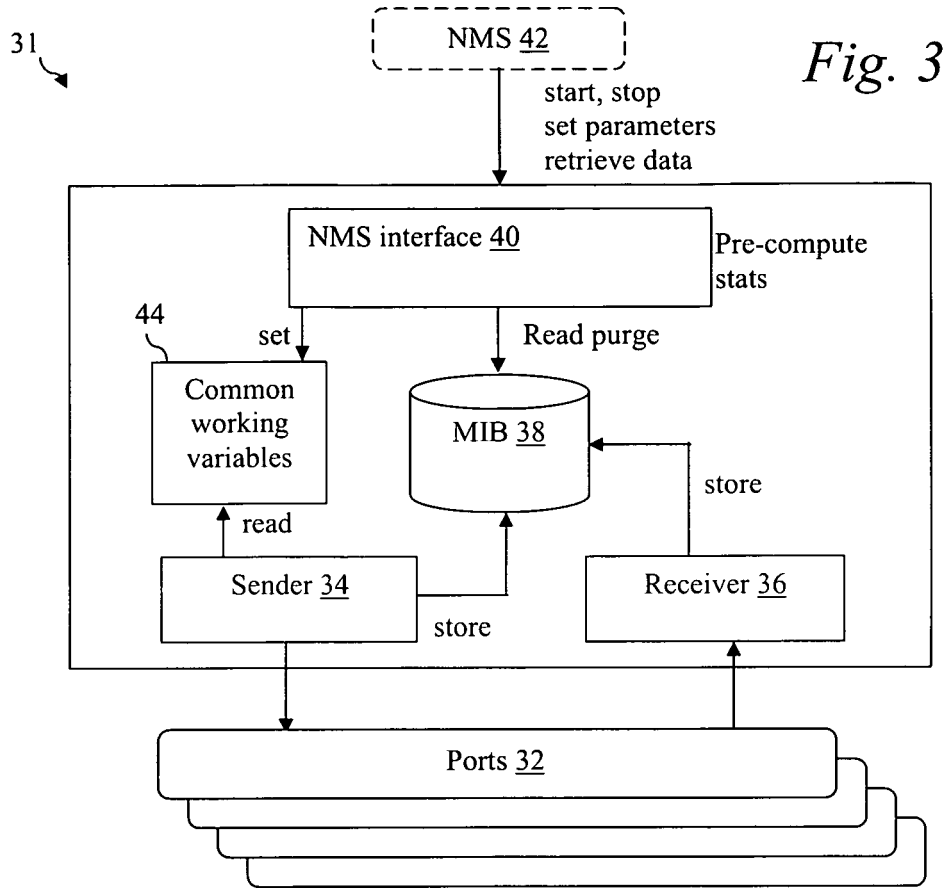 31
NMS 42
Fig. 3
start, stop
set parameters
retrieve data
NMS interface 40
Pre-compute
stats
44
set
Read purge
Common
working
variables
MIB 38
store
read
Sender 34
store
Receiver 36
Ports 32